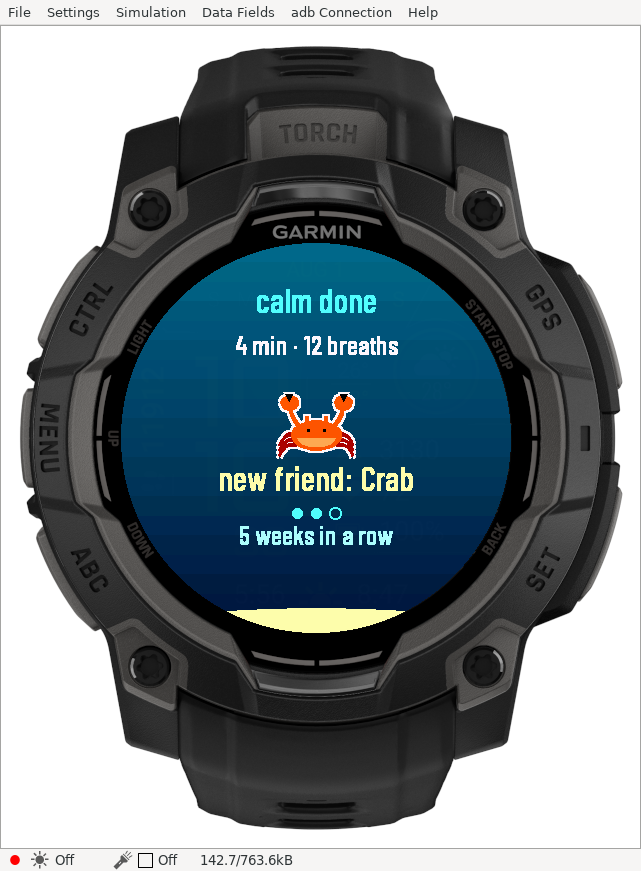 File Settings Simulation Data Fields adb Connection Help
TORCH
GARMIN
CTRL
LIGHT
GPS
START/STOP
calm done
4 min · 12 breaths
MENU
UP
new friend: Crab
5 weeks in a row
DOWN
BACK
ABC
SET
Off Off 142.7/763.6kB